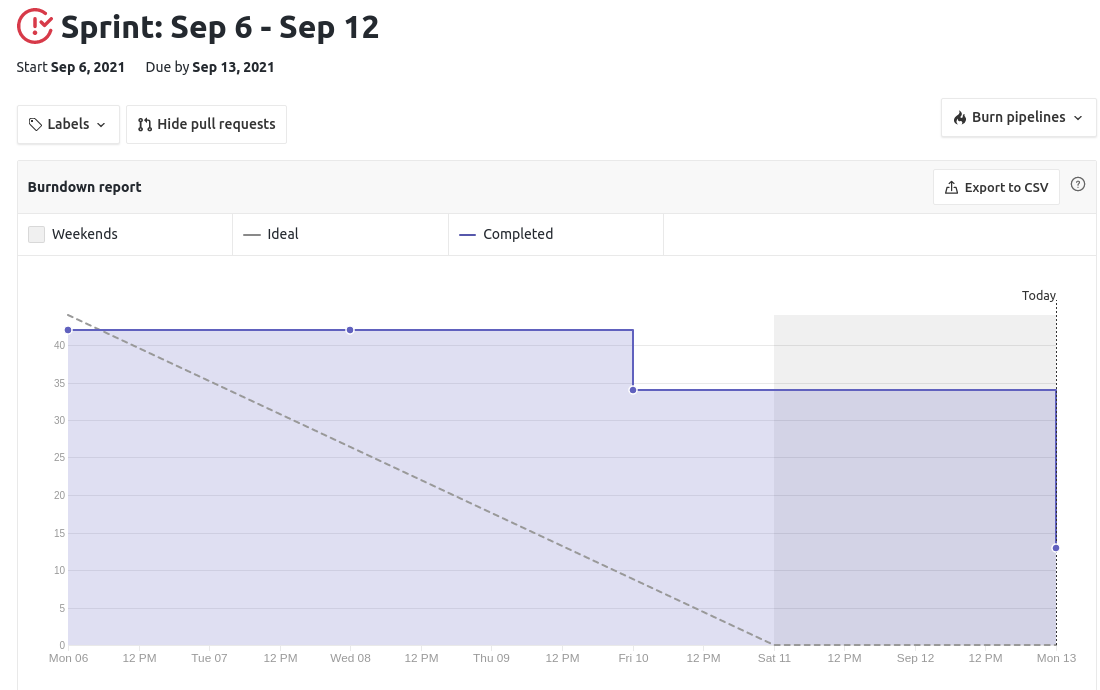 Sprint: Sep 6 - Sep 12
Start Sep 6, 2021 Due by Sep 13, 2021
Labels Hide pull requests Burn pipelines
Burndown report Export to CSV ?
Weekends Ideal Completed
Today
40
35
30
25
20
15
10
5
0
Mon 06 12 PM Tue 07 12 PM Wed 08 12 PM Thu 09 12 PM Fri 10 12 PM Sat 11 12 PM Sep 12 12 PM Mon 13